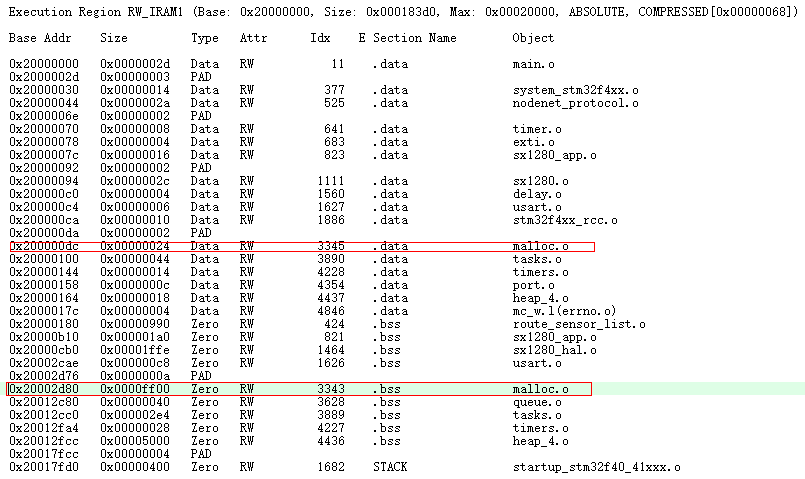 Execution Region RW_IRAM1 (Base: 0x20000000, Size: 0x000183d0, Max: 0x00020000, ABSOLUTE, COMPRESSED[0x00000068])
Base Addr Size Type Attr Idx E Section Name Object
0x20000000 0x0000002d Data RW 11 .data main.o
0x2000002d 0x00000003 PAD
0x20000030 0x00000014 Data RW 377 .data system_stm32f4xx.o
0x20000044 0x0000002a Data RW 525 .data nodenet_protocol.o
0x2000006e 0x00000002 PAD
0x20000070 0x00000008 Data RW 641 .data timer.o
0x20000078 0x00000004 Data RW 683 .data exti.o
0x2000007c 0x00000016 Data RW 823 .data sx1280_app.o
0x20000092 0x00000002 PAD
0x20000094 0x0000002c Data RW 1111 .data sx1280.o
0x200000c0 0x00000004 Data RW 1560 .data delay.o
0x200000c4 0x00000006 Data RW 1627 .data usart.o
0x200000ca 0x00000010 Data RW 1886 .data stm32f4xx_rcc.o
0x200000da 0x00000002 PAD
0x200000dc 0x00000024 Data RW 3345 .data malloc.o
0x20000100 0x00000044 Data RW 3890 .data tasks.o
0x20000144 0x00000014 Data RW 4228 .data timers.o
0x20000158 0x0000000c Data RW 4354 .data port.o
0x20000164 0x00000018 Data RW 4437 .data heap_4.o
0x2000017c 0x00000004 Data RW 4846 .data mc_w.l(errno.o)
0x20000180 0x00000990 Zero RW 424 .bss route_sensor_list.o
0x20000b10 0x000001a0 Zero RW 821 .bss sx1280_app.o
0x20000cb0 0x00001ffe Zero RW 1464 .bss sx1280_hal.o
0x20002cae 0x000000c8 Zero RW 1626 .bss usart.o
0x20002d76 0x0000000a PAD
0x20002d80 0x0000ff00 Zero RW 3343 .bss malloc.o
0x20012c80 0x00000040 Zero RW 3628 .bss queue.o
0x20012cc0 0x000002e4 Zero RW 3889 .bss tasks.o
0x20012fa4 0x00000028 Zero RW 4227 .bss timers.o
0x20012fcc 0x00005000 Zero RW 4436 .bss heap_4.o
0x20017fcc 0x00000004 PAD
0x20017fd0 0x00000400 Zero RW 1682 STACK startup_stm32f40_41xxx.o